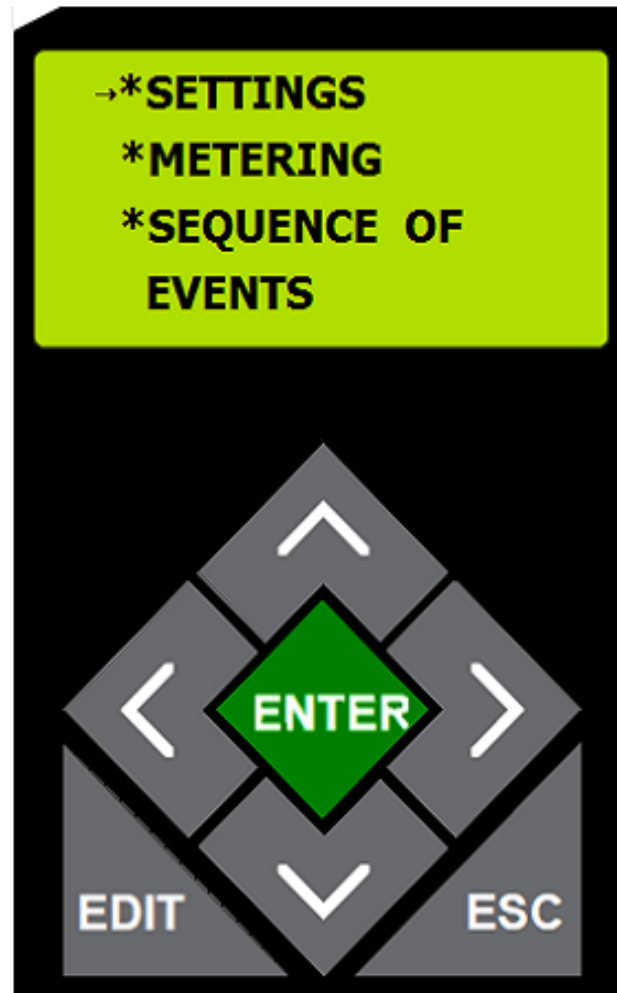 →*SETTINGS
*METERING
*SEQUENCE OF
EVENTS
ENTER
EDIT
ESC